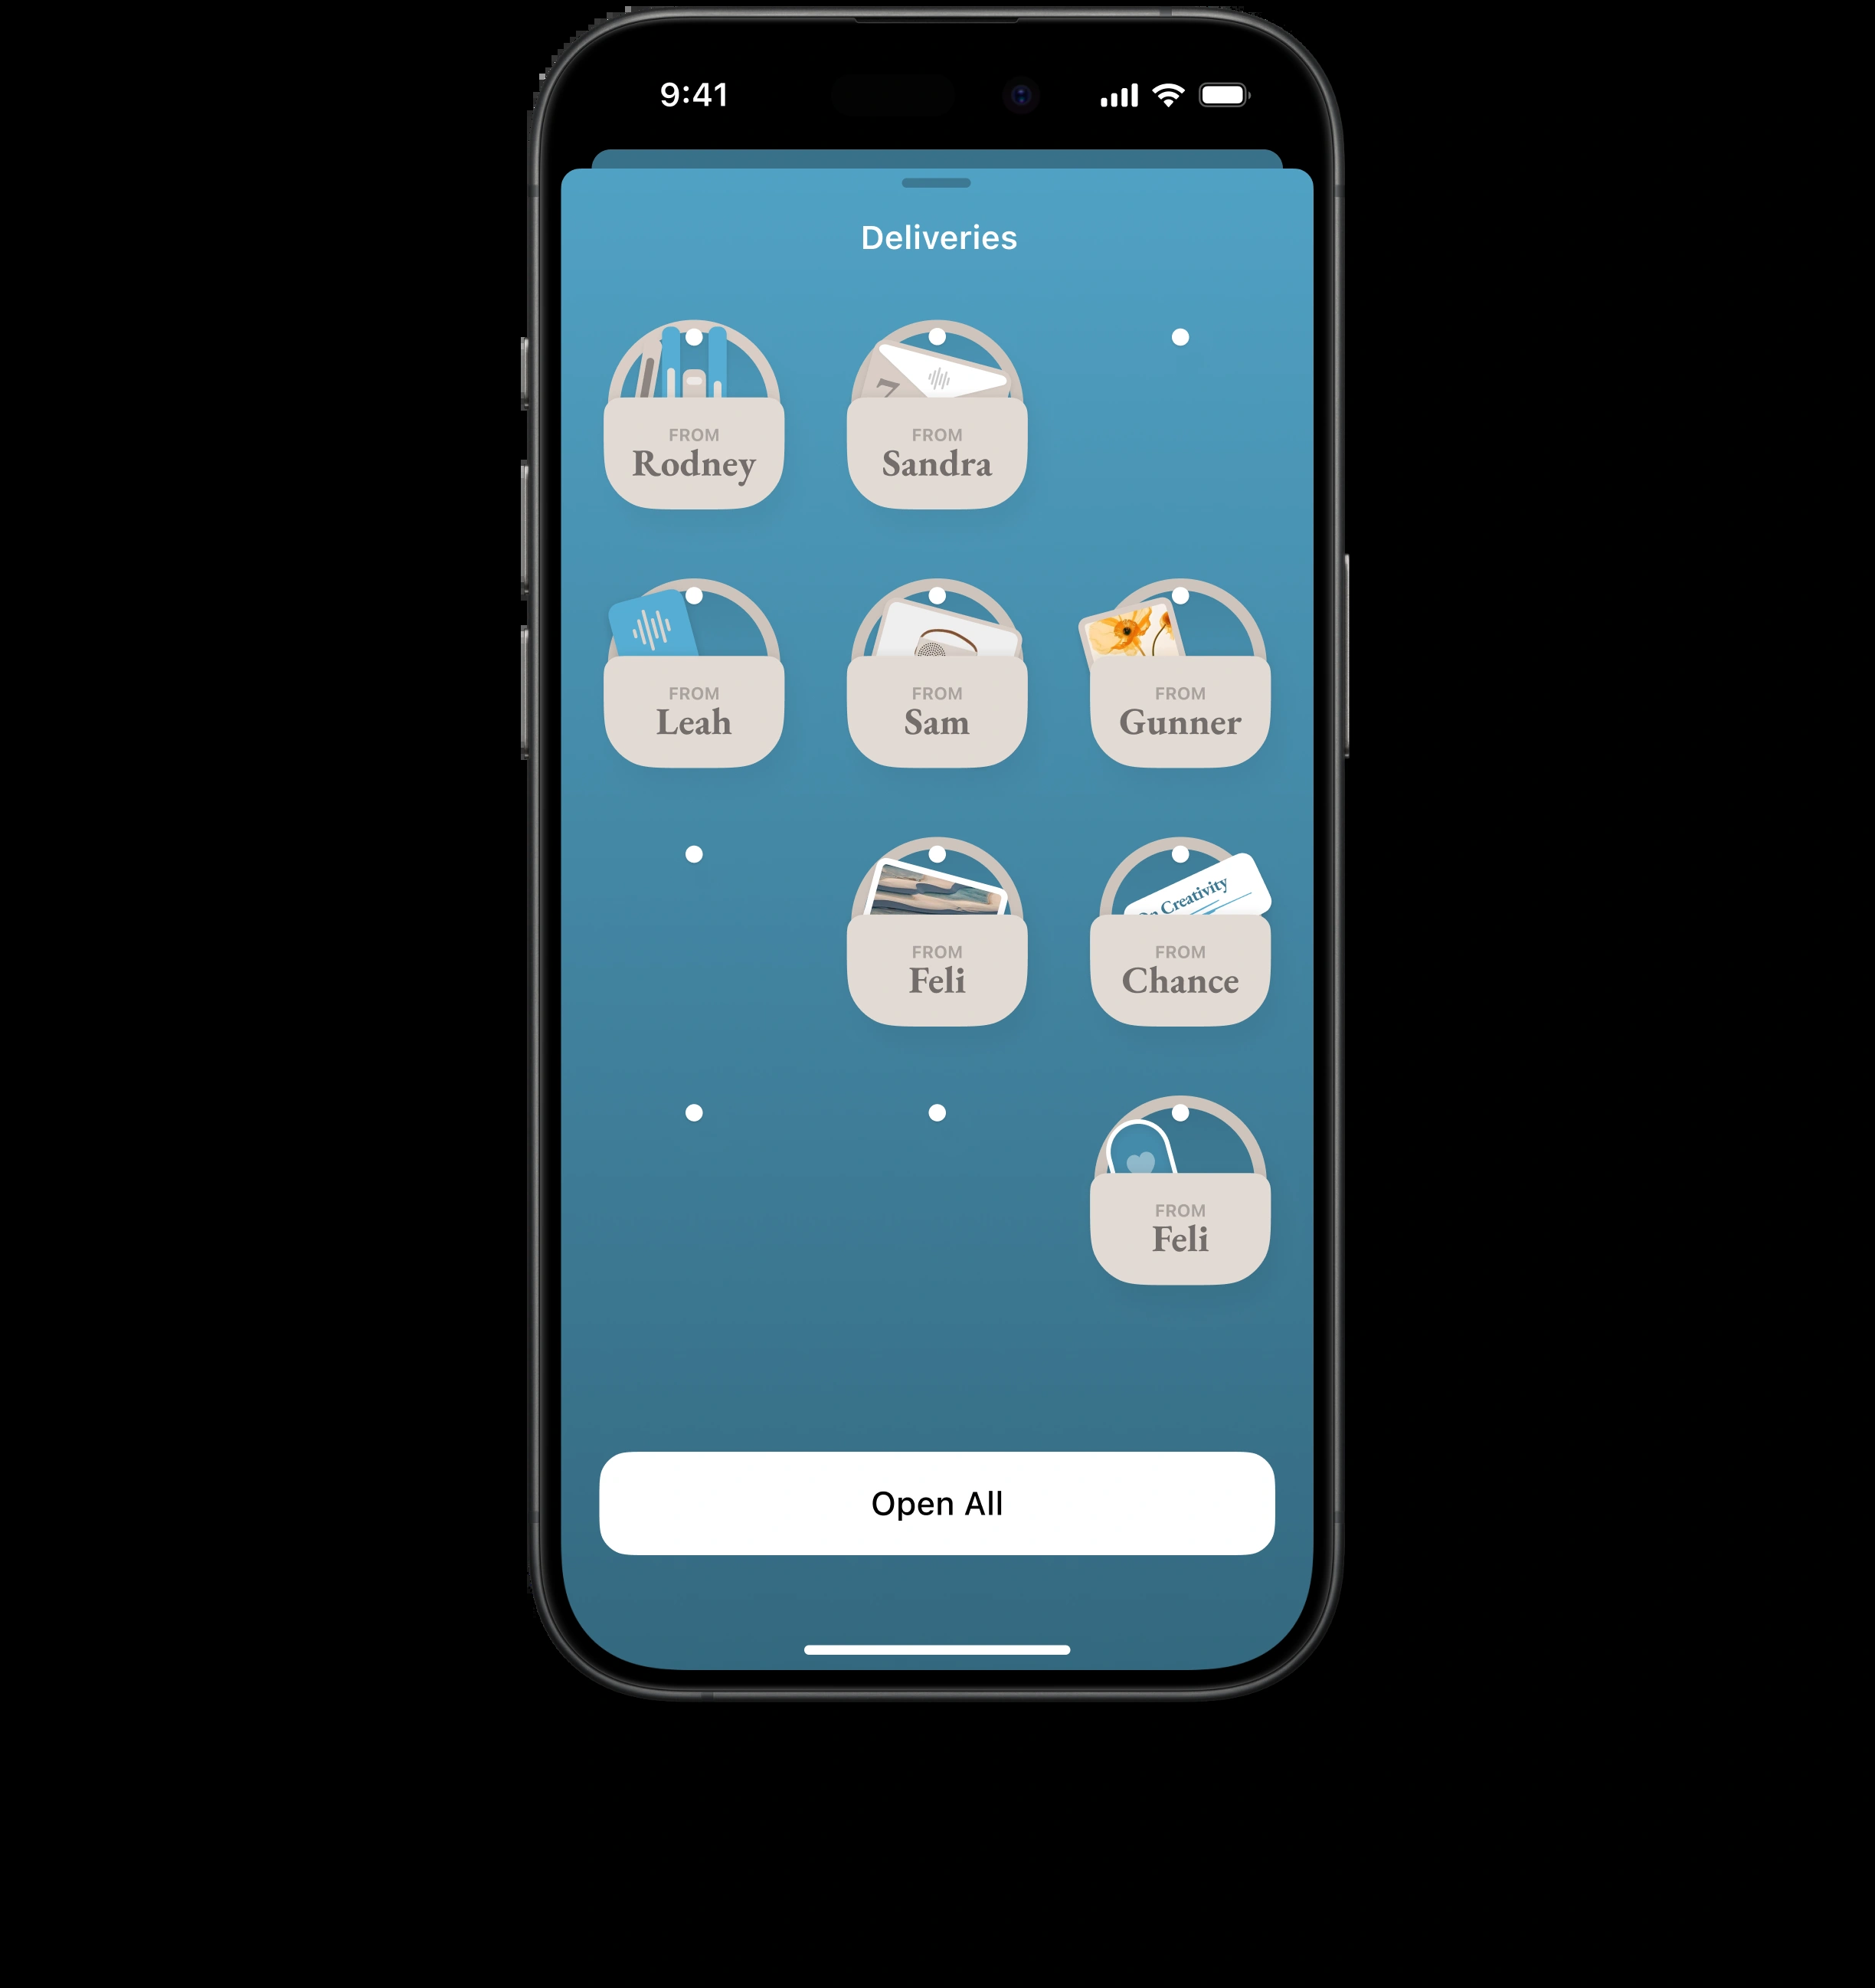 9:41
Deliveries
7
FROM
Rodney
FROM
Sandra
FROM
Leah
FROM
Sam
FROM
Gunner
Creativity
FROM
Feli
FROM
Chance
FROM
Feli
Open All